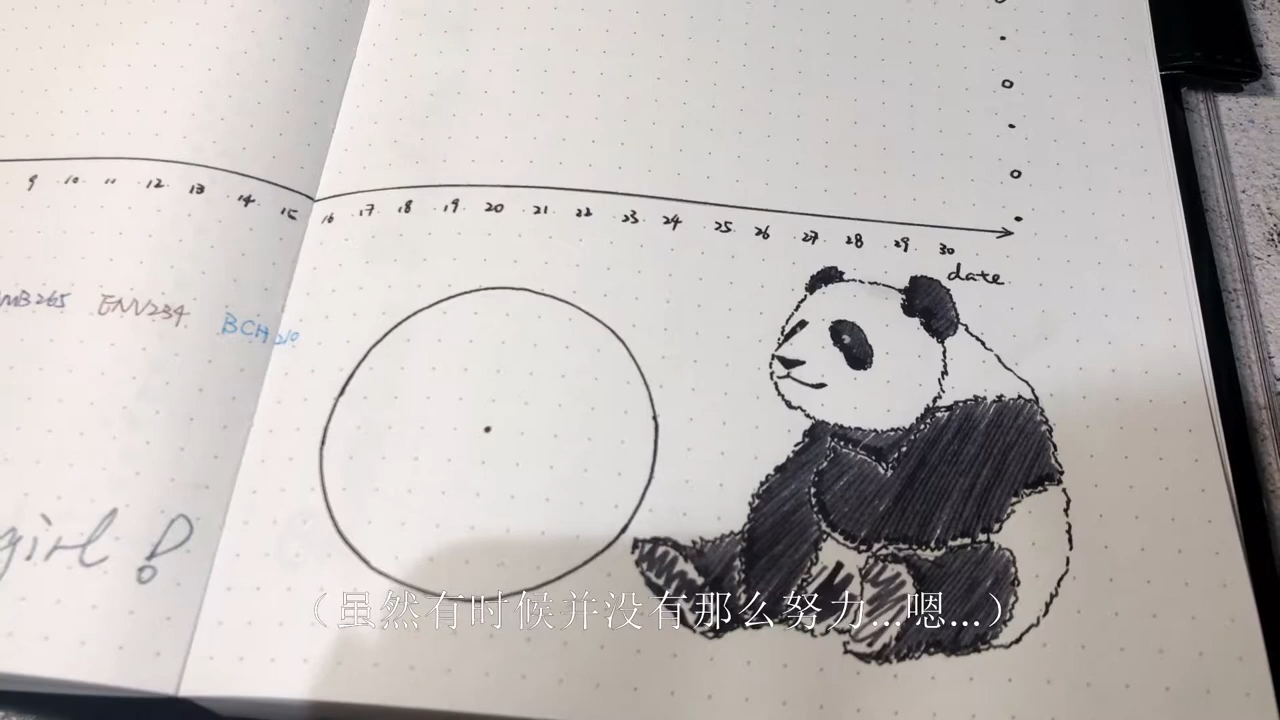 9 10 11 12 13 14 15 16 17 18 19 20 21 22 23 24 25 26 27 28 29 30
date
ENV234 BCH210
girl!
（虽然有时候并没有那么努力...嗯...）